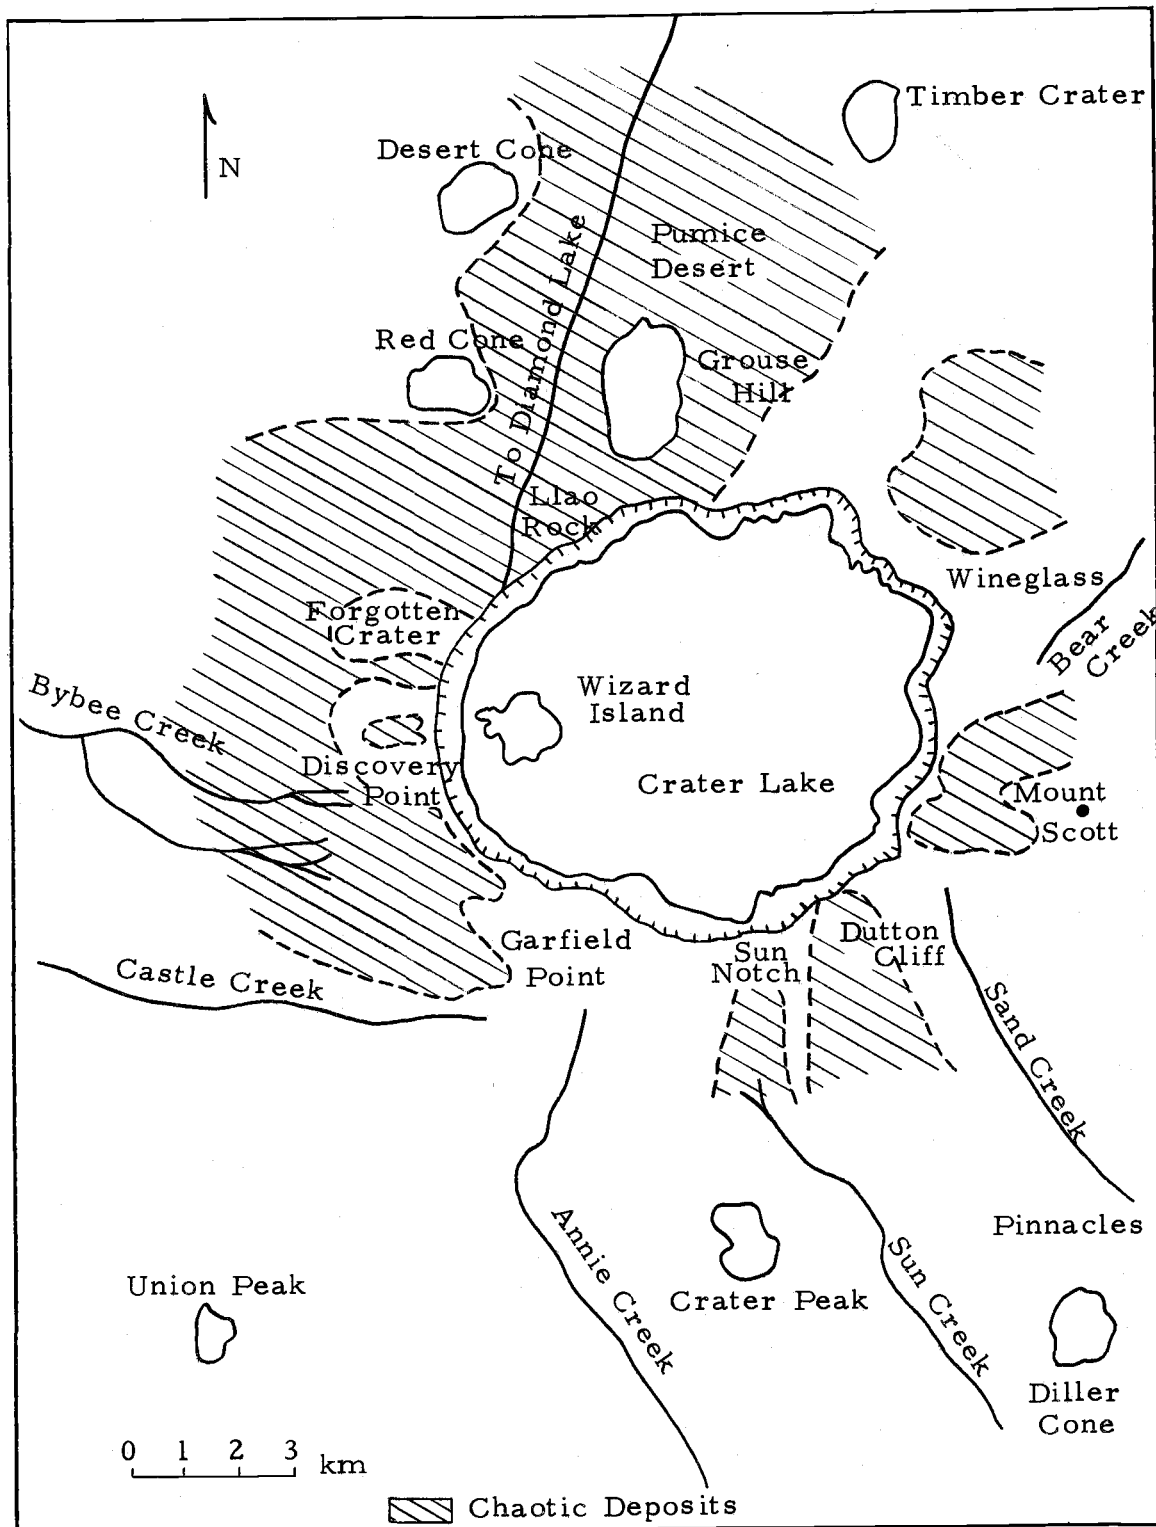 Timber Crater
Desert Cone
N
Pumice
Desert
To Diamond Lake
Red Cone
Grouse
Hill
Llao
Rock
Wineglass
Forgotten
Crater
Bear
Creek
Bybee Creek
Wizard
Island
Discovery
Point
Crater Lake
Mount
Scott
Garfield
Point
Sun
Notch
Dutton
Cliff
Castle Creek
Sand Creek
Annie Creek
Pinnacles
Sun Creek
Union Peak
Crater Peak
Diller
Cone
0 1 2 3 km
Chaotic Deposits